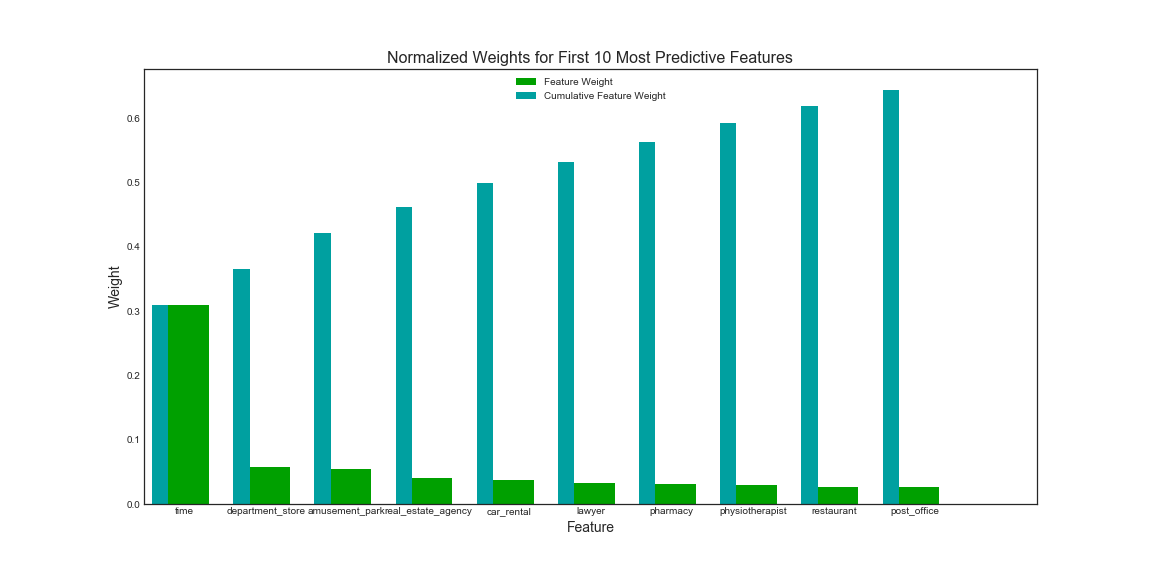 Normalized Weights for First 10 Most Predictive Features
Feature Weight
Cumulative Feature Weight
Weight
0.6
0.5
0.4
0.3
0.2
0.1
0.0
time department_store amusement_park real_estate_agency car_rental lawyer pharmacy physiotherapist restaurant post_office
Feature